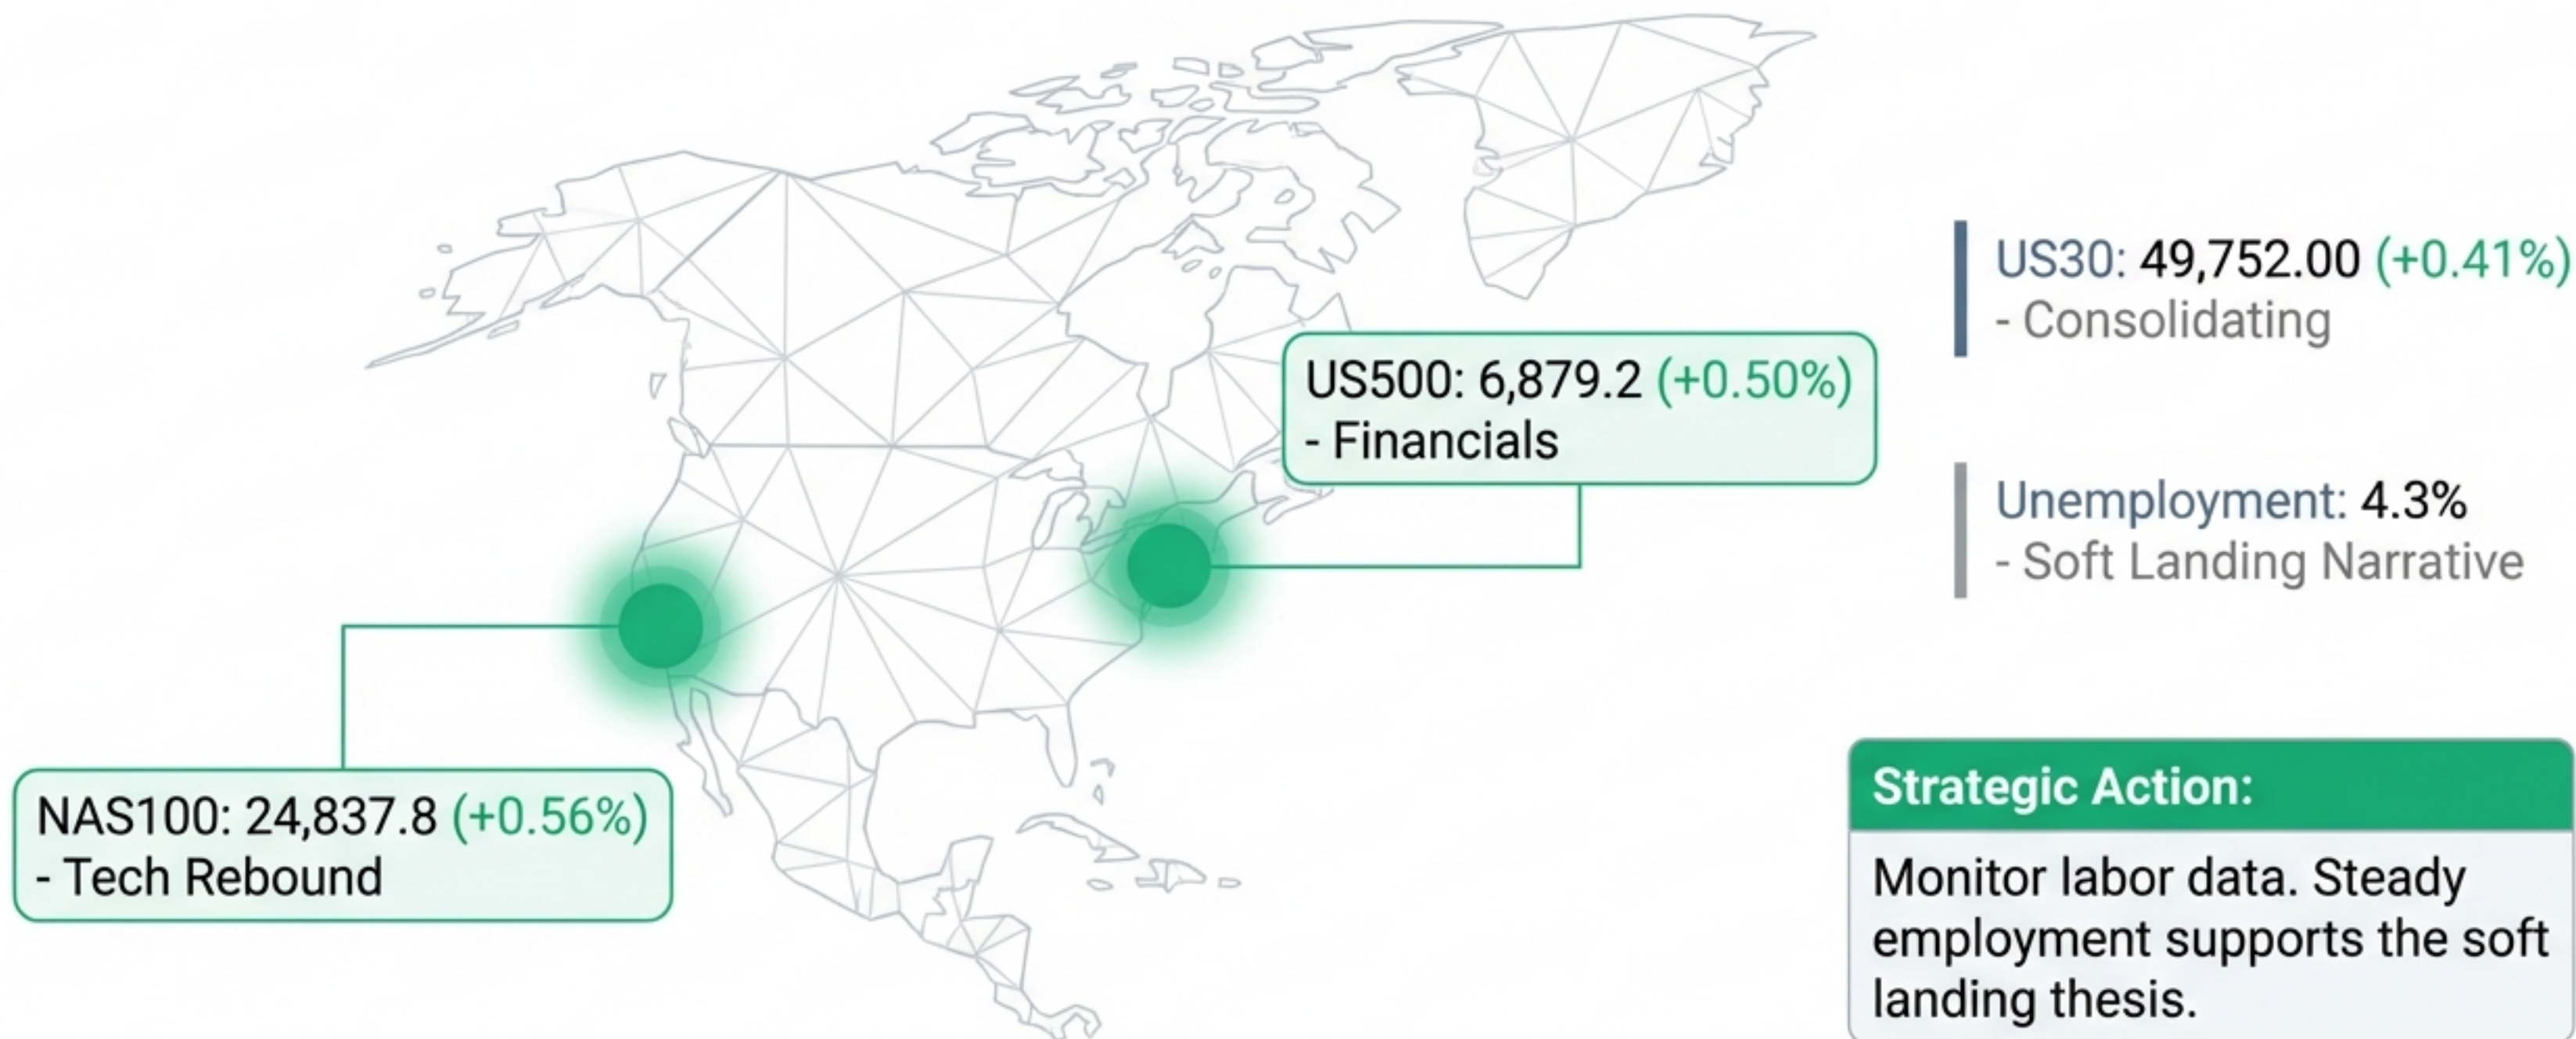 US30: 49,752.00 (+0.41%)
- Consolidating
US500: 6,879.2 (+0.50%)
- Financials
Unemployment: 4.3%
- Soft Landing Narrative
NAS100: 24,837.8 (+0.56%)
- Tech Rebound
Strategic Action:
Monitor labor data. Steady
employment supports the soft
landing thesis.